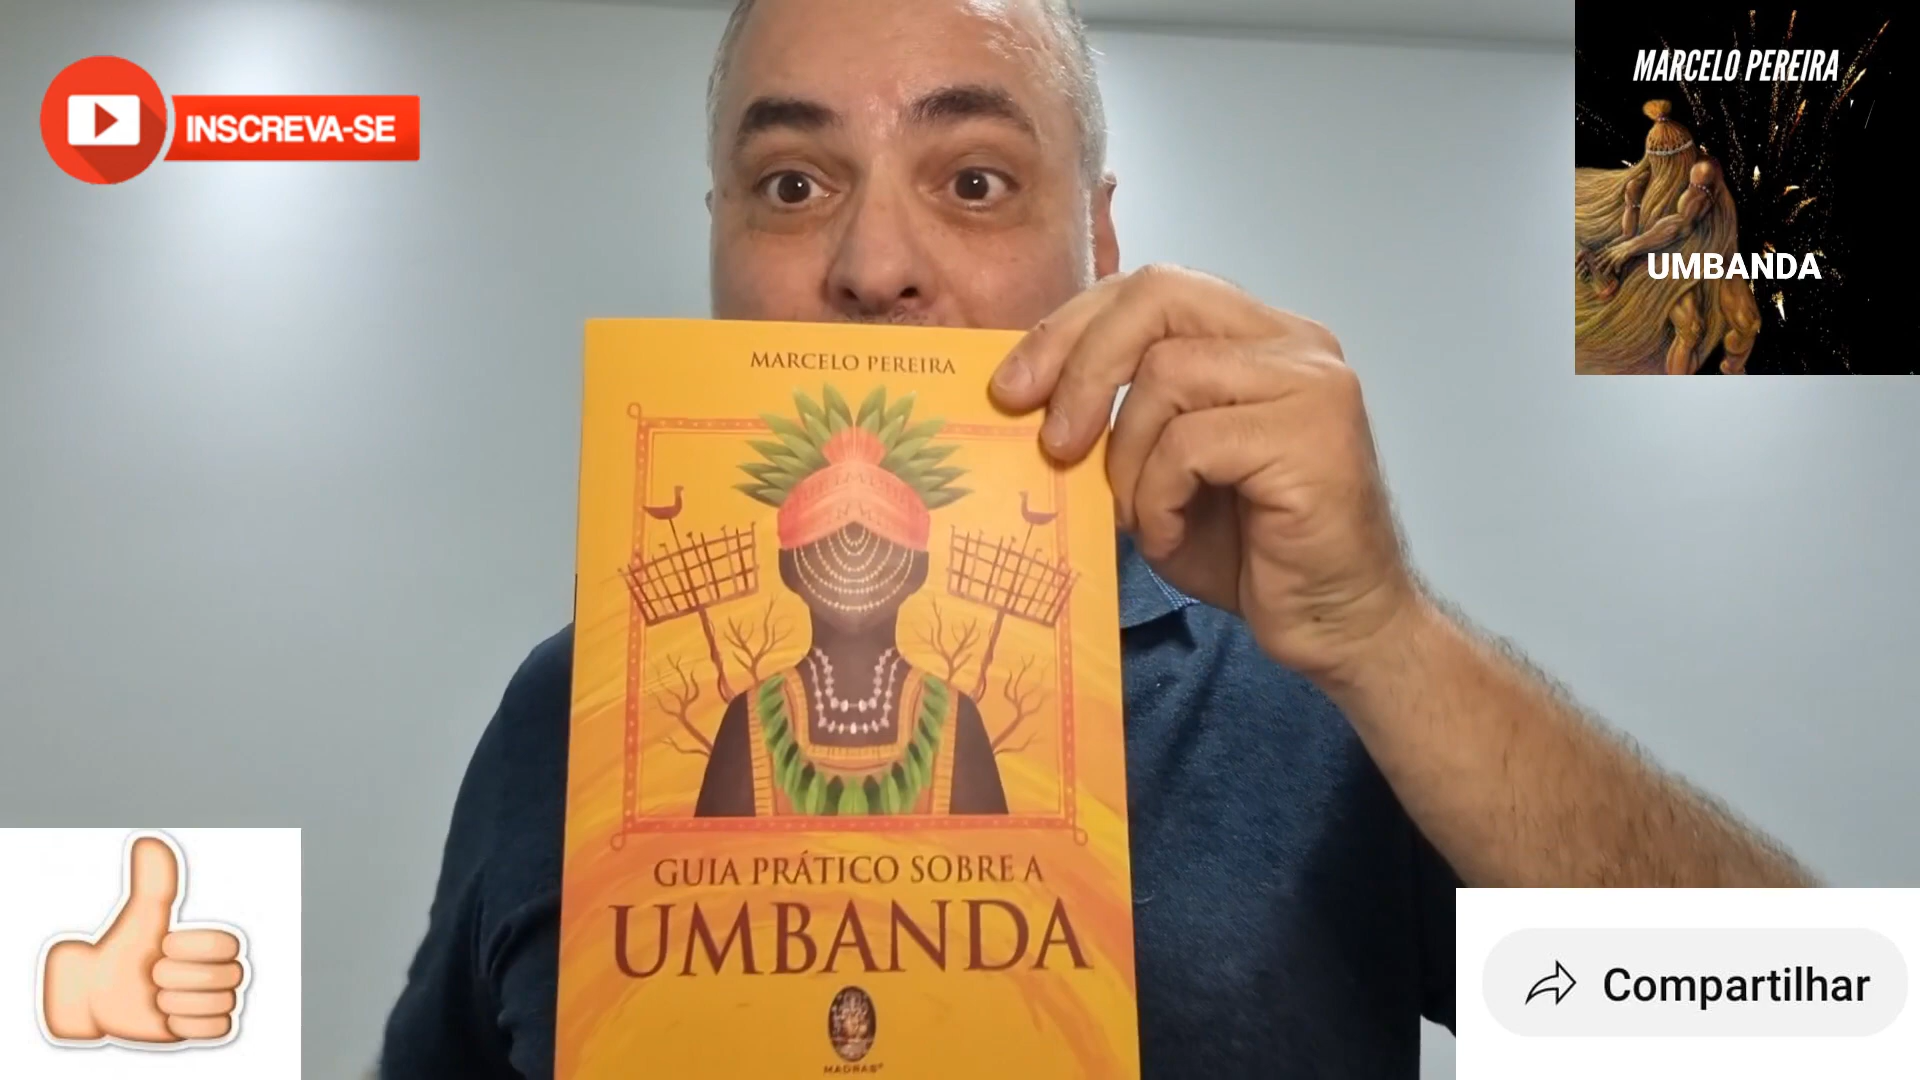 INSCREVA-SE
MARCELO PEREIRA
UMBANDA
MARCELO PEREIRA
GUIA PRÁTICO SOBRE A
UMBANDA
MADRAS®
Compartilhar